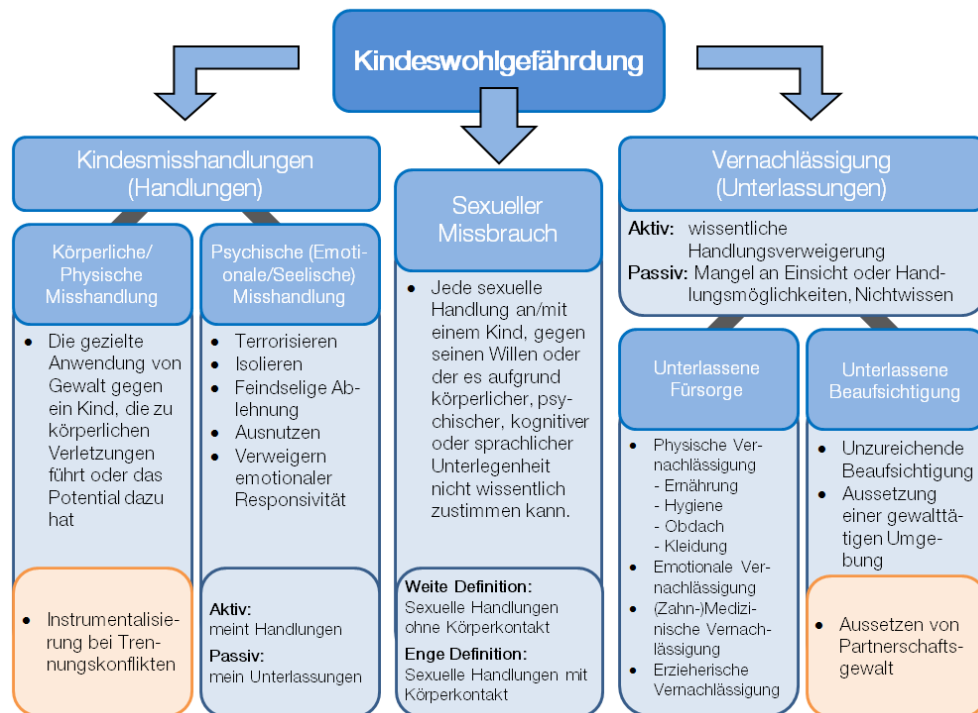 Kindeswohlgefährdung
Kindesmisshandlungen
(Handlungen)
Körperliche/
Physische
Misshandlung
• Die gezielte
Anwendung von
Gewalt gegen
ein Kind, die zu
körperlichen
Verletzungen
führt oder das
Potential dazu
hat
• Instrumentalisie-
rung bei Tren-
nungskonflikten
Psychische (Emoti-
onale/Seelische)
Misshandlung
• Terrorisieren
• Isolieren
• Feindselige Ab-
lehnung
• Ausnutzen
• Verweigern
emotionaler
Responsivität
Aktiv:
meint Handlungen
Passiv:
mein Unterlassungen
Sexueller
Missbrauch
• Jede sexuelle
Handlung an/mit
einem Kind, gegen
seinen Willen oder
der es aufgrund
körperlicher, psy-
chischer, kognitiver
oder sprachlicher
Unterlegenheit
nicht wissentlich
zustimmen kann.
Weite Definition:
Sexuelle Handlungen
ohne Körperkontakt
Enge Definition:
Sexuelle Handlungen mit
Körperkontakt
Vernachlässigung
(Unterlassungen)
Aktiv: wissentliche
Handlungsverweigerung
Passiv: Mangel an Einsicht oder Hand-
lungsmöglichkeiten, Nichtwissen
Unterlassene
Fürsorge
• Physische Ver-
nachlässigung
- Ernährung
- Hygiene
- Obdach
- Kleidung
• Emotionale Ver-
nachlässigung
• (Zahn-)Medizi-
nische Vernach-
lässigung
• Erzieherische
Vernachlässigung
Unterlassene
Beaufsichtigung
• Unzureichende
Beaufsichtigung
• Aussetzung
einer gewalttä-
tigen Umge-
bung
• Aussetzen von
Partnerschafts-
gewalt